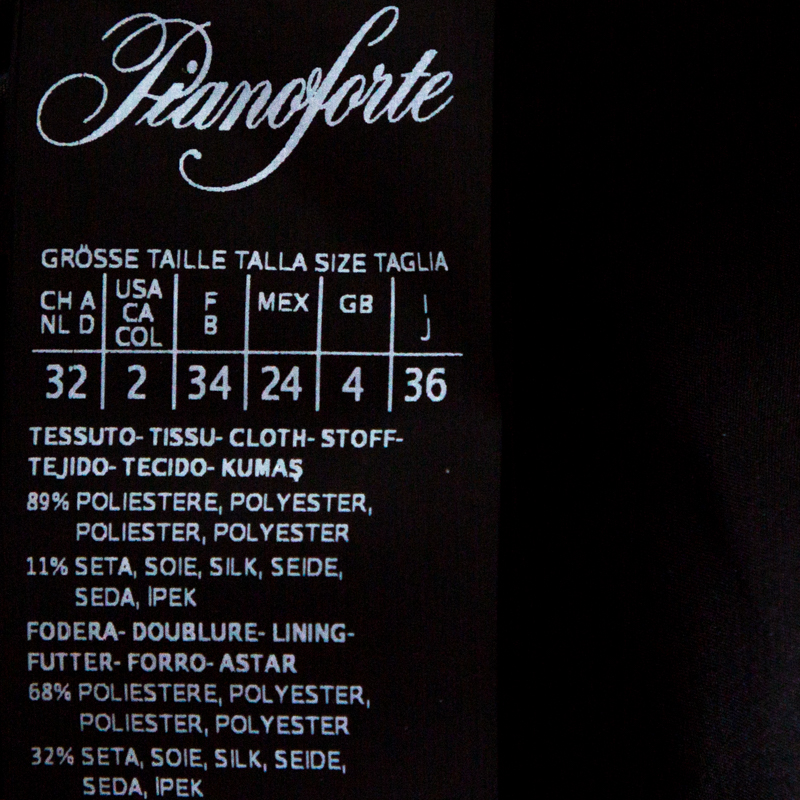 Pianoforte
GRÖSSE TAILLE TALLA SIZE TAGLIA
CH A NL D USA CA COL F B MEX GB I J
32 2 34 24 4 36
TESSUTO- TISSU- CLOTH- STOFF-
TEJIDO- TECIDO- KUMAŞ
89% POLIESTERE, POLYESTER,
POLIESTER, POLYESTER
11% SETA, SOIE, SILK, SEIDE,
SEDA, İPEK
FODERA- DOUBLURE- LINING-
FUTTER- FORRO- ASTAR
68% POLIESTERE, POLYESTER,
POLIESTER, POLYESTER
32% SETA, SOIE, SILK, SEIDE,
SEDA, İPEK